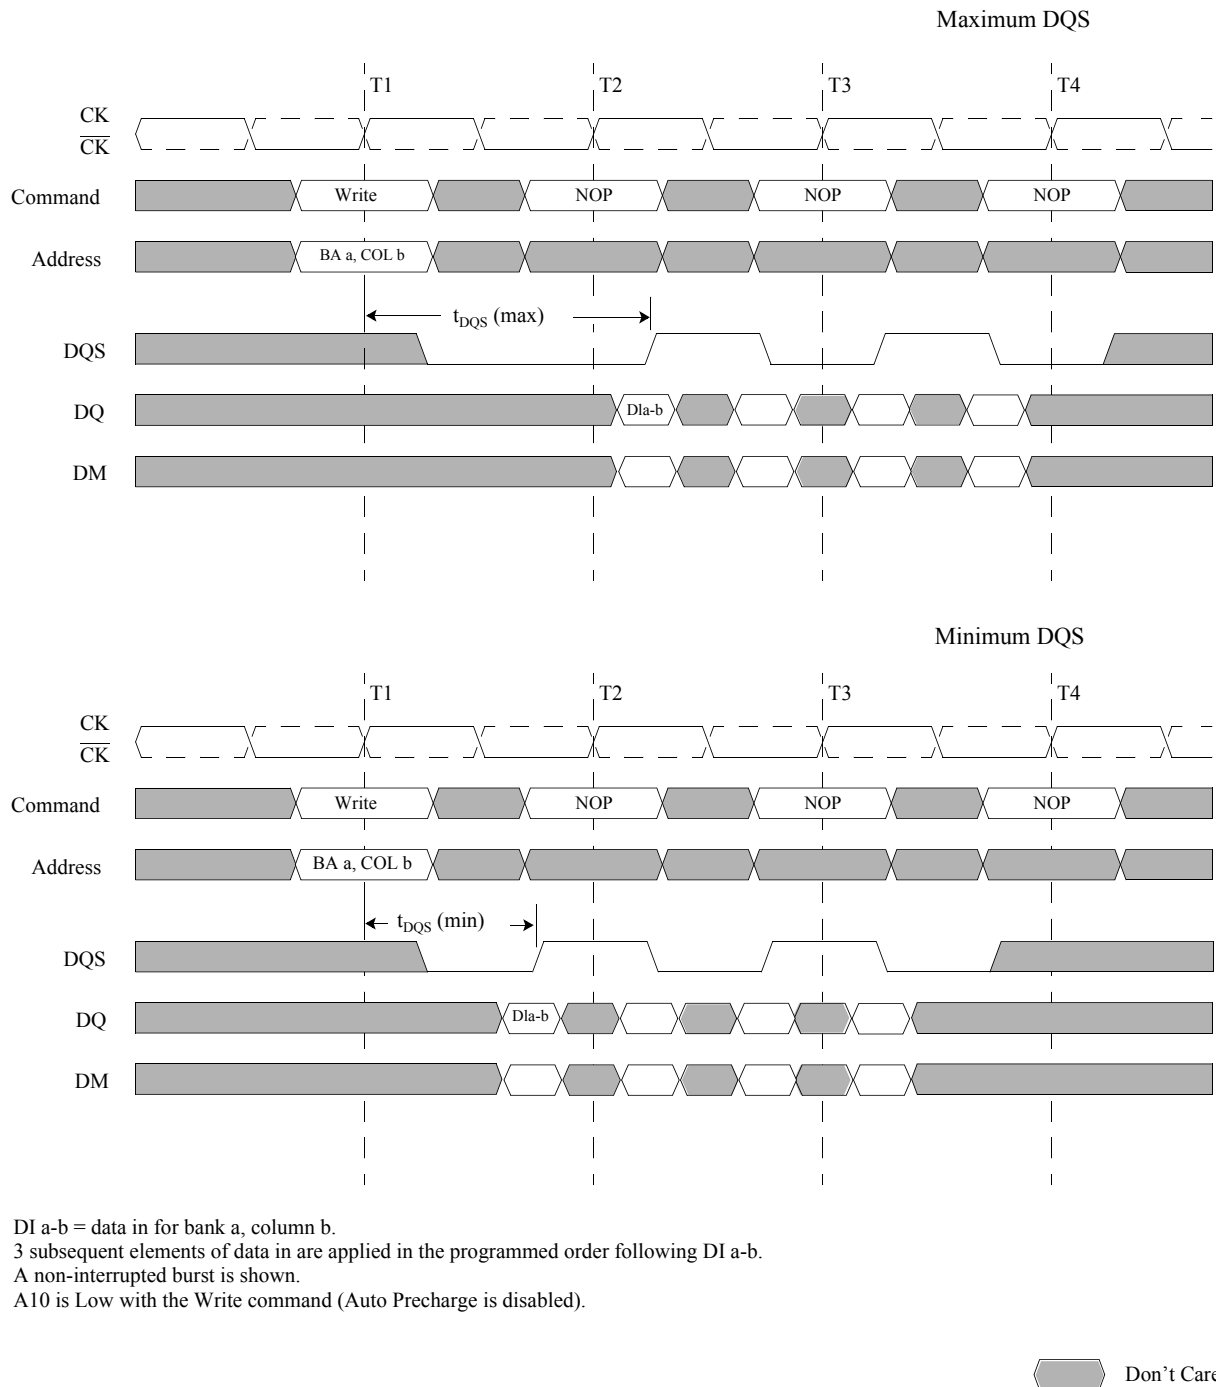 Maximum DQS
T1 T2 T3 T4
CK
CK
Command Write NOP NOP NOP
Address BA a, COL b
tDQS (max)
DQS
DQ Dla-b
DM
Minimum DQS
T1 T2 T3 T4
CK
CK
Command Write NOP NOP NOP
Address BA a, COL b
tDQS (min)
DQS
DQ Dla-b
DM
DI a-b = data in for bank a, column b.
3 subsequent elements of data in are applied in the programmed order following DI a-b.
A non-interrupted burst is shown.
A10 is Low with the Write command (Auto Precharge is disabled).
Don't Care